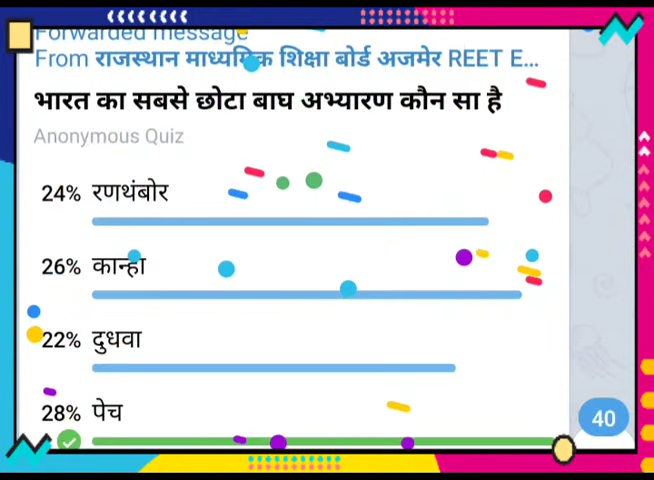 Forwarded message
From राजस्थान माध्यमिक शिक्षा बोर्ड अजमेर REET E...
भारत का सबसे छोटा बाघ अभ्यारण कौन सा है
Anonymous Quiz
24% रणथंबोर
26% कान्हा
22% दुधवा
28% पेच
40